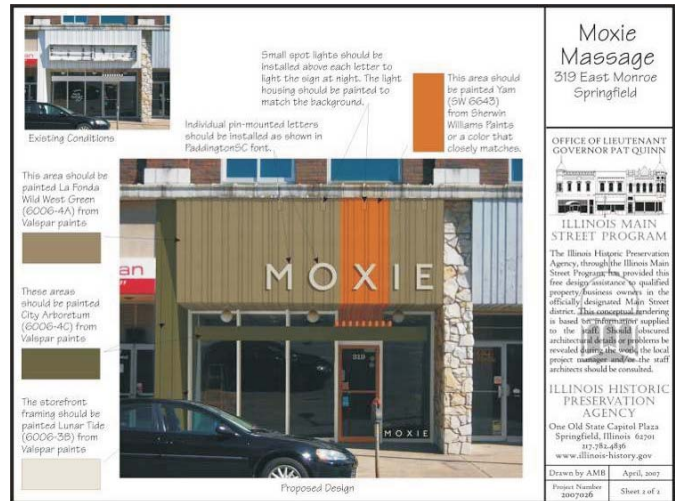 Existing Conditions
Small spot lights should be
installed above each letter to
light the sign at night. The light
housing should be painted to
match the background.
Individual pin-mounted letters
should be installed as shown in
PaddingtonSC font.
This area should
be painted Yam
(SW 6643)
from Sherwin
Williams Paints
or a color that
closely matches.
This area should be
painted La Fonda
Wild West Green
(6006-4A) from
Valspar paints
These areas
should be painted
City Arboretum
(6006-4C) from
Valspar paints
The storefront
framing should be
painted Lunar Tide
(6006-3B) from
Valspar paints
an
MOXIE
319
MOXIE
Proposed Design
Moxie
Massage
319 East Monroe
Springfield
OFFICE OF LIEUTENANT
GOVERNOR PAT QUINN
ILLINOIS MAIN
STREET PROGRAM
The Illinois Historic Preservation
Agency, through the Illinois Main
Street Program, has provided this
free design assistance to qualified
property/business owners in the
officially designated Main Street
district. This conceptual rendering
is based on information supplied
to the staff. Should obscured
architectural details or problems be
revealed during the work, the local
project manager and/or the staff
architects should be consulted.
ILLINOIS HISTORIC
PRESERVATION
AGENCY
One Old State Capitol Plaza
Springfield, Illinois 62701
217.782.4836
www.illinois-history.gov
Drawn by AMB
April, 2007
Project Number
2007026
Sheet 2 of 2